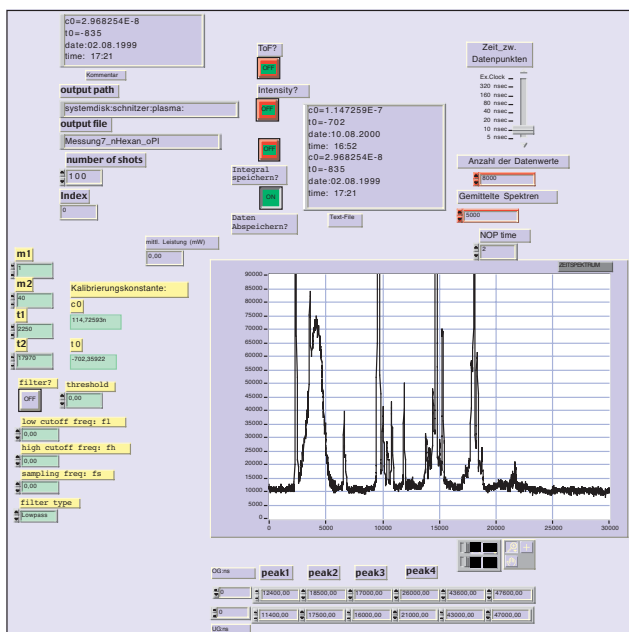 c0=2.968254E-8
t0=-835
date:02.08.1999
time: 17:21
Kommentar
output path
systemdisk:schnitzer:plasma:
output file
Messung7_nHexan_oPI
number of shots
100
Index
0
ToF?
OFF
Intensity?
OFF
OFF
Integral
speichern?
ON
Daten
Abspeichern?
c0=1.147259E-7
t0=-702
date:10.08.2000
time: 16:52
c0=2.968254E-8
t0=-835
date:02.08.1999
time: 17:21
Text-File
Zeit_zw.
Datenpunkten
Ex.Clock
320 nsec
160 nsec
80 nsec
40 nsec
20 nsec
10 nsec
5 nsec
Anzahl der Datenwerte
8000
Gemittelte Spektren
5000
NOP time
2
mittl. Leistung (mW)
0,00
m1
1
m2
40
t1
2250
t2
17970
Kalibrierungskonstante:
c0
114,72593n
t0
-702,35922
filter?
OFF
threshold
0,00
low cutoff freq: fl
0,00
high cutoff freq: fh
0,00
sampling freq: fs
0,00
filter type
Lowpass
ZEITSPEKTRUM
90000
85000
80000
75000
70000
65000
60000
55000
50000
45000
40000
35000
30000
25000
20000
15000
10000
5000
0
0 5000 10000 15000 20000 25000 30000
OG:ns peak1 peak2 peak3 peak4
0 12400,00 18500,00 17000,00 26000,00 43600,00 47600,00
0 11400,00 17500,00 16000,00 21000,00 43000,00 47000,00
UG:ns